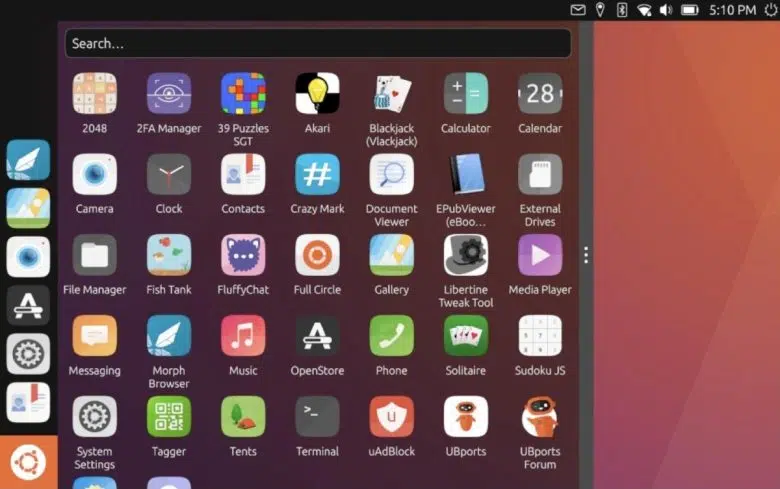 5:10 PM
Search...
28
2048
2FA Manager
39 Puzzles
SGT
Akari
Blackjack
(Vlackjack)
Calculator
Calendar
#
Camera
Clock
Contacts
Crazy Mark
Document
Viewer
EPubViewer
(eBoo...
External
Drives
File Manager
Fish Tank
FluffyChat
Full Circle
Gallery
Libertine
Tweak Tool
Media Player
Messaging
Morph
Browser
Music
OpenStore
Phone
Solitaire
Sudoku JS
>_
u
System
Settings
Tagger
Tents
Terminal
uAdBlock
UBports
UBports
Forum